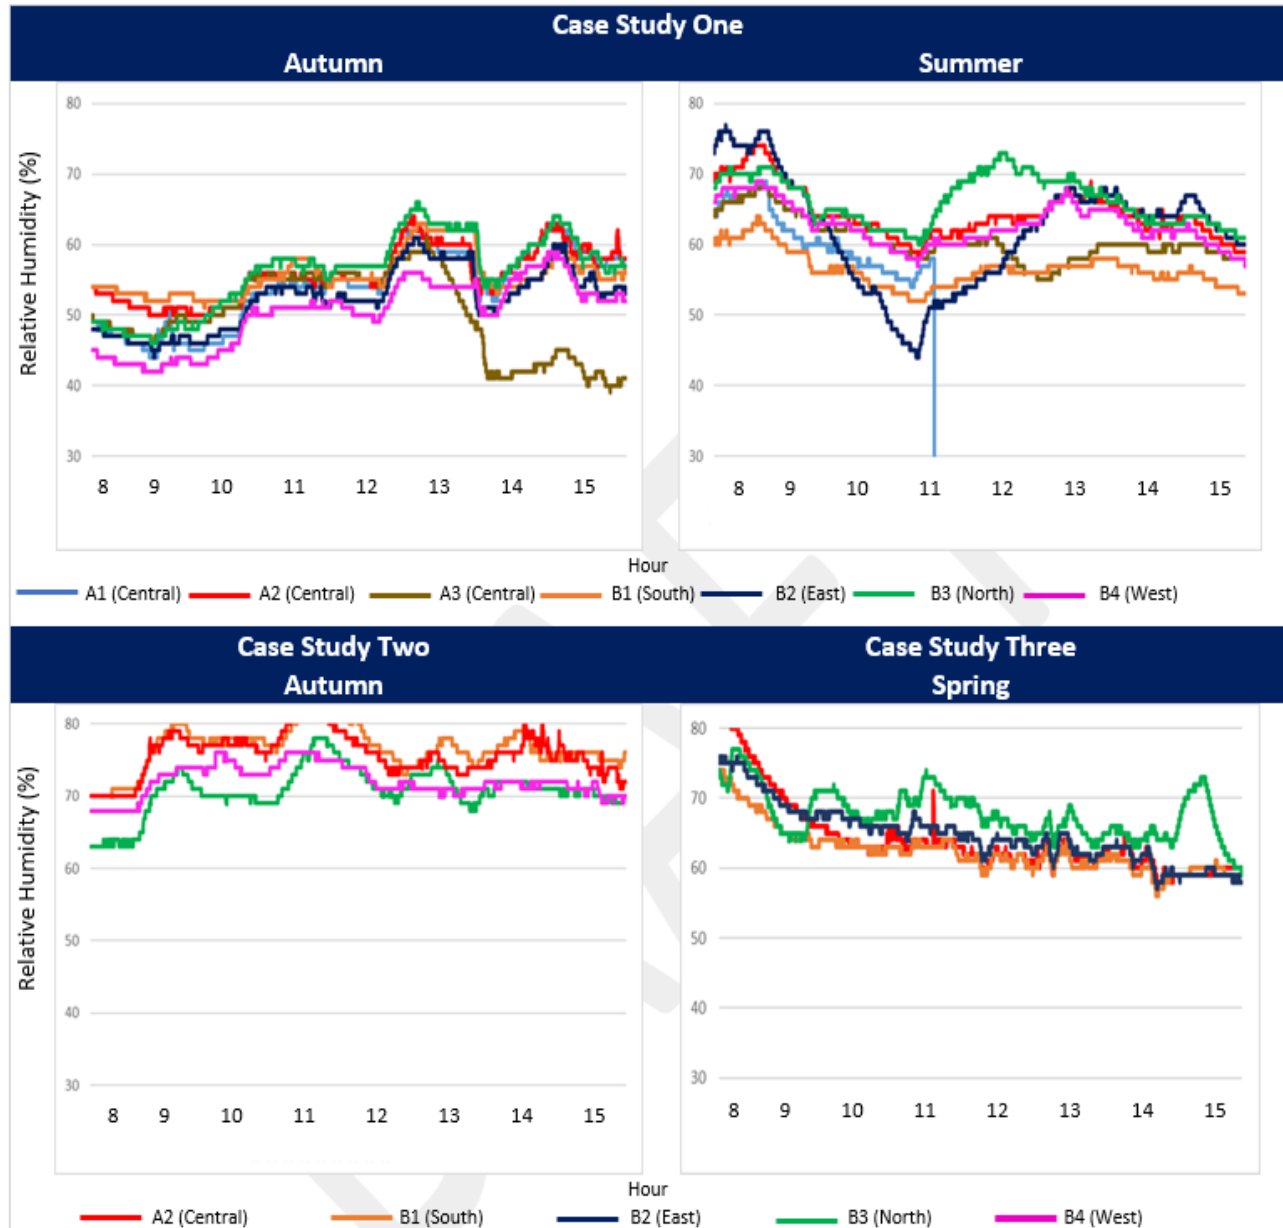 Case Study One
Autumn Summer
Relative Humidity (%)
80
70
60
50
40
30
8 9 10 11 12 13 14 15
80
70
60
50
40
30
8 9 10 11 12 13 14 15
Hour
A1 (Central) A2 (Central) A3 (Central) B1 (South) B2 (East) B3 (North) B4 (West)
Case Study Two Case Study Three
Autumn Spring
Relative Humidity (%)
80
70
60
50
40
30
8 9 10 11 12 13 14 15
80
70
60
50
40
30
8 9 10 11 12 13 14 15
Hour
A2 (Central) B1 (South) B2 (East) B3 (North) B4 (West)